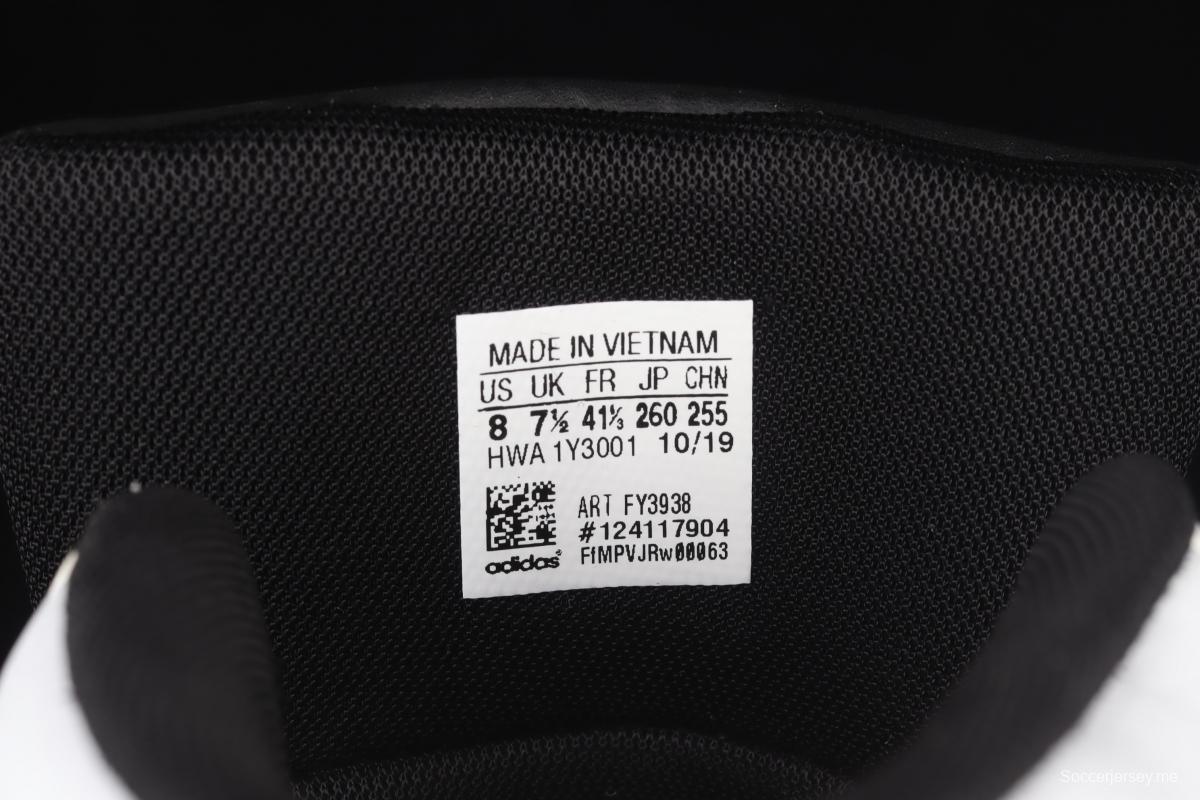 MADE IN VIETNAM
US UK FR JP CHN
8 7½ 41⅓ 260 255
HWA 1Y3001 10/19
ART FY3938
#124117904
adidas® FfMPVJRw00063
Soccerjersey.me